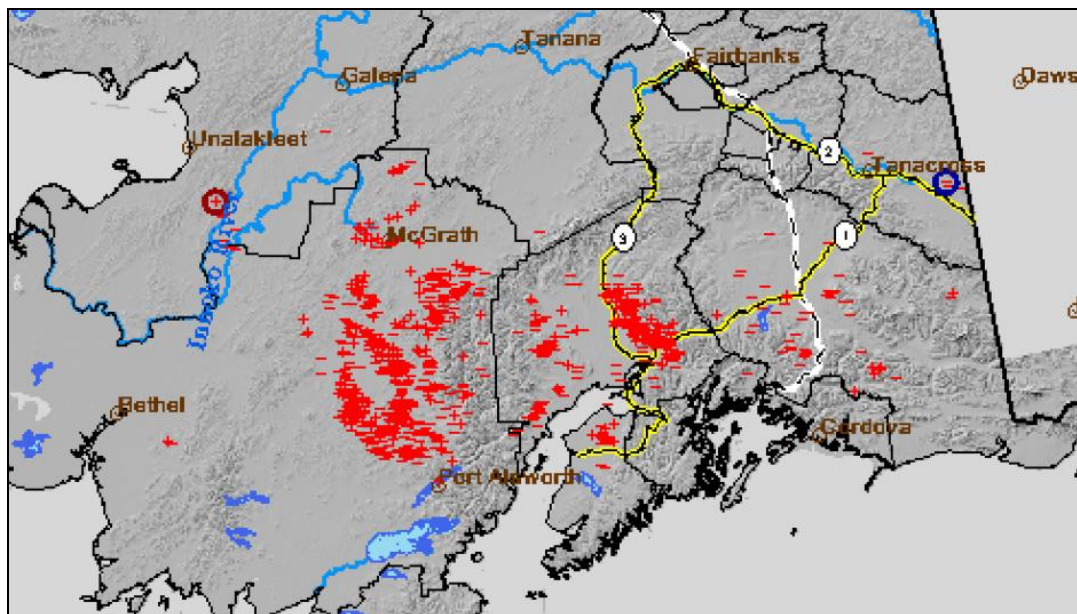 Tanana
Fairbanks
Galena
Daws
Unalakleet
2
Tanacross
McGrath
3
1
Innoko River
Bethel
Cordova
Port Alsworth